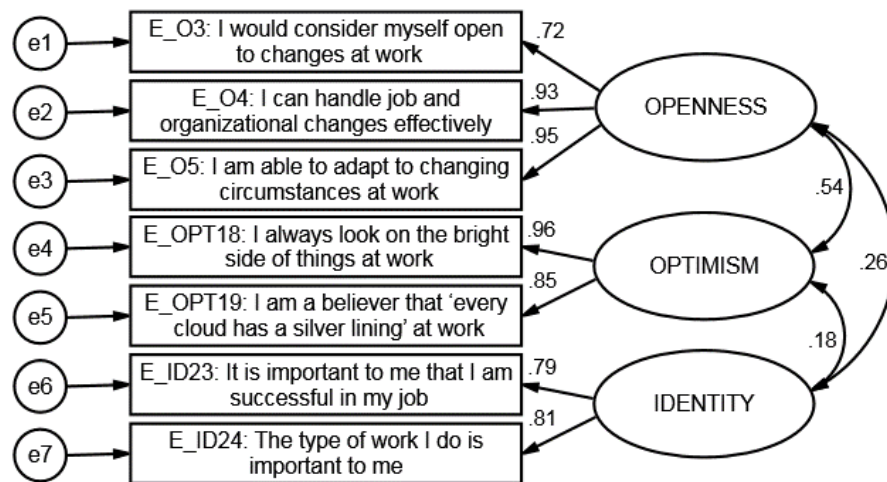 e1
E_O3: I would consider myself open
to changes at work
.72
e2
E_O4: I can handle job and
organizational changes effectively
.93
OPENNESS
e3
E_O5: I am able to adapt to changing
circumstances at work
.95
.54
e4
E_OPT18: I always look on the bright
side of things at work
.96
OPTIMISM
.26
e5
E_OPT19: I am a believer that ‘every
cloud has a silver lining’ at work
.85
.18
e6
E_ID23: It is important to me that I am
successful in my job
.79
IDENTITY
e7
E_ID24: The type of work I do is
important to me
.81